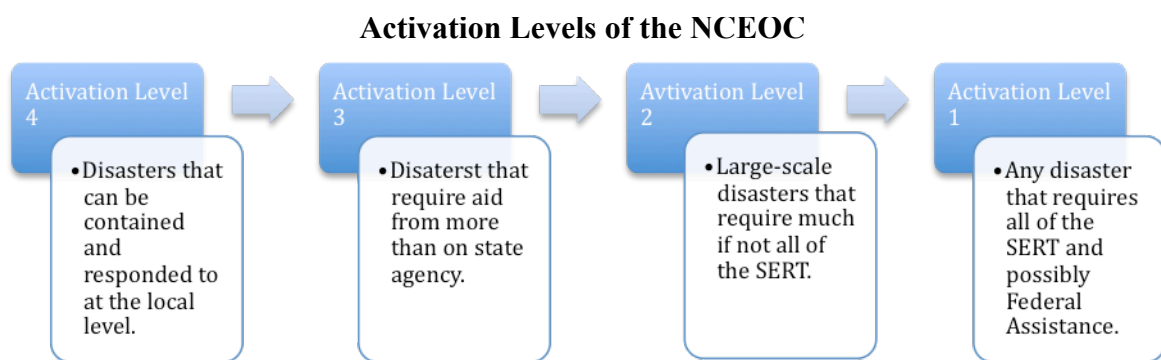 Activation Levels of the NCEOC
Activation Level
4
•Disasters that
can be
contained
and
responded to
at the local
level.
Activation Level
3
•Disaterst that
require aid
from more
than on state
agency.
Avtivation Level
2
•Large-scale
disasters that
require much
if not all of
the SERT.
Activation Level
1
•Any disaster
that requires
all of the
SERT and
possibly
Federal
Assistance.